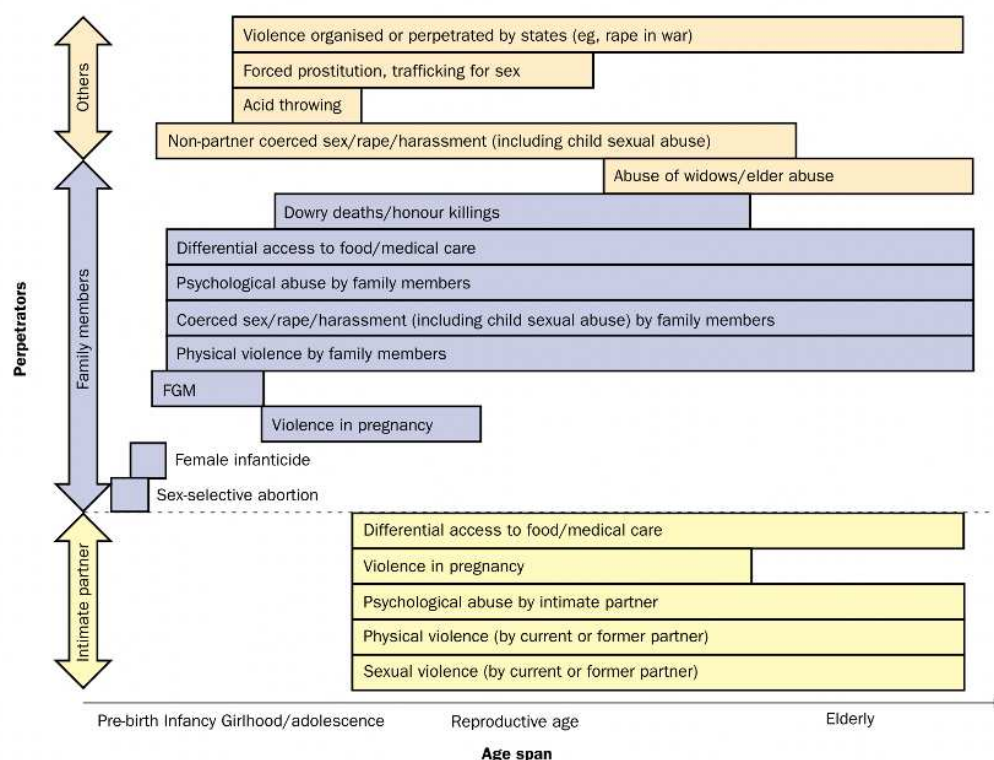 Others
Violence organised or perpetrated by states (eg, rape in war)
Forced prostitution, trafficking for sex
Acid throwing
Non-partner coerced sex/rape/harassment (including child sexual abuse)
Abuse of widows/elder abuse
Perpetrators
Family members
Dowry deaths/honour killings
Differential access to food/medical care
Psychological abuse by family members
Coerced sex/rape/harassment (including child sexual abuse) by family members
Physical violence by family members
FGM
Violence in pregnancy
Female infanticide
Sex-selective abortion
Intimate partner
Differential access to food/medical care
Violence in pregnancy
Psychological abuse by intimate partner
Physical violence (by current or former partner)
Sexual violence (by current or former partner)
Pre-birth Infancy Girlhood/adolescence Reproductive age Elderly
Age span